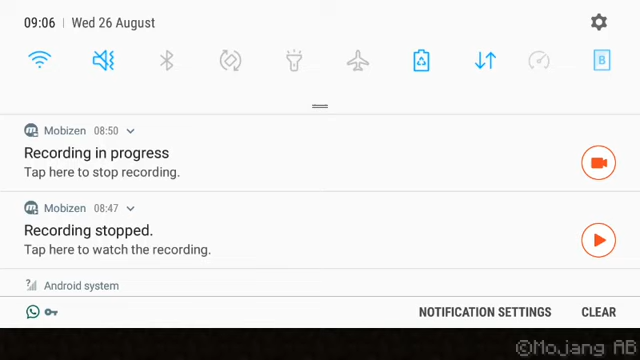 09:06 | Wed 26 August
B
Mobizen 08:50
Recording in progress
Tap here to stop recording.
Mobizen 08:47
Recording stopped.
Tap here to watch the recording.
? Android system
NOTIFICATION SETTINGS CLEAR
©Mojang AB